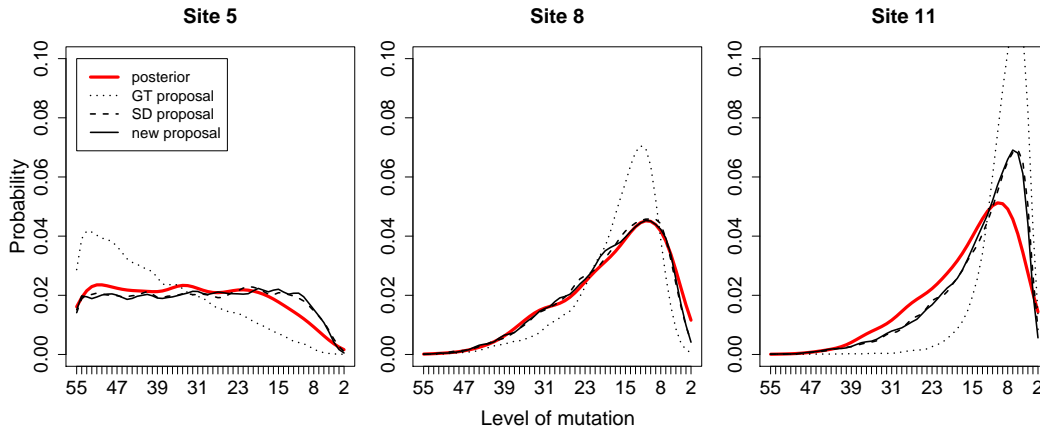 Site 5
Site 8
Site 11
Probability
0.00 0.02 0.04 0.06 0.08 0.10
posterior
GT proposal
SD proposal
new proposal
55 47 39 31 23 15 8 2
0.00 0.02 0.04 0.06 0.08 0.10
55 47 39 31 23 15 8 2
0.00 0.02 0.04 0.06 0.08 0.10
55 47 39 31 23 15 8 2
Level of mutation